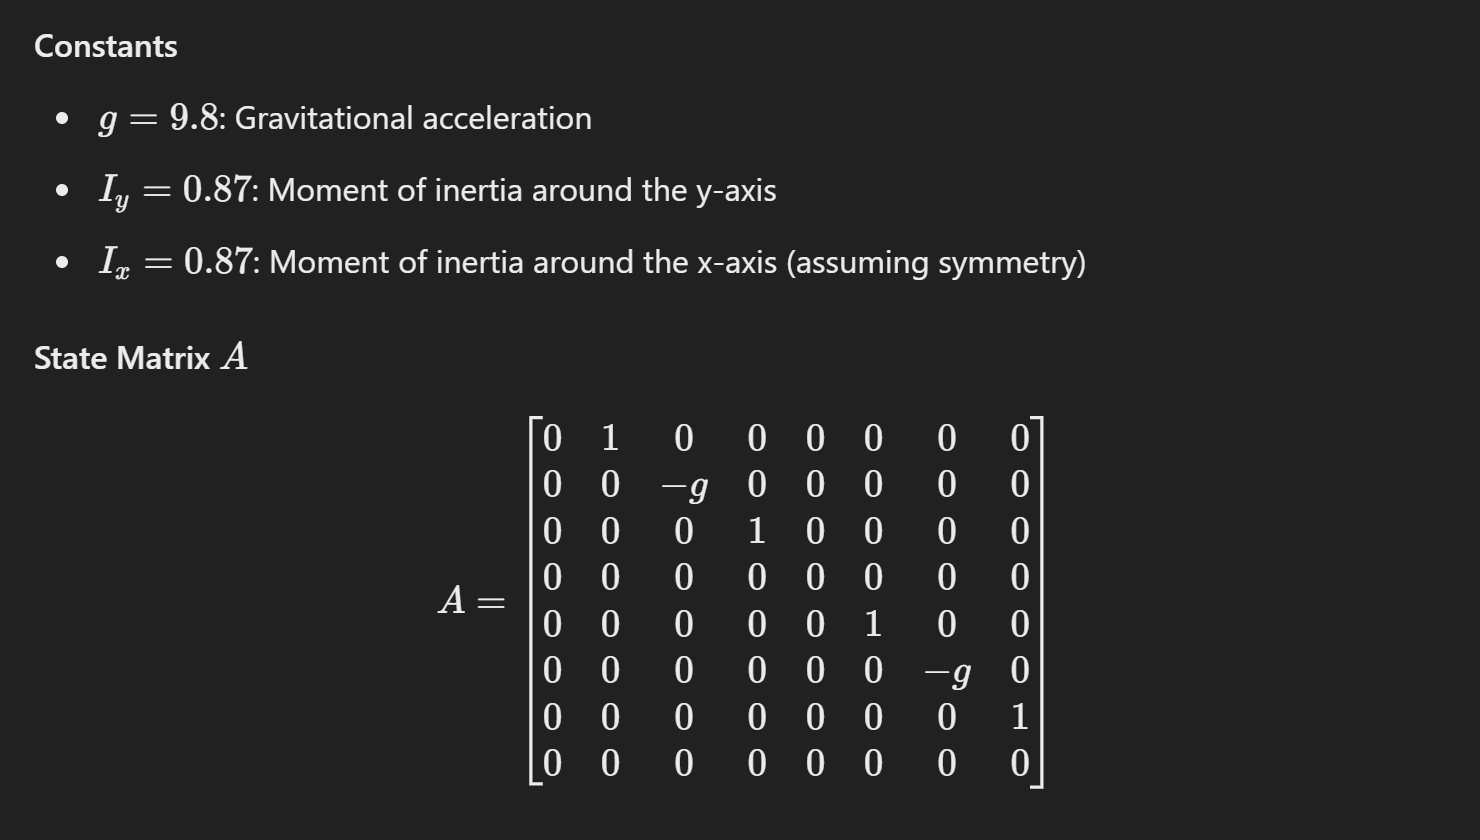 Constants
• g = 9.8: Gravitational acceleration
• I_y = 0.87: Moment of inertia around the y-axis
• I_x = 0.87: Moment of inertia around the x-axis (assuming symmetry)
State Matrix A
0 1 0 0 0 0 0 0
0 0 −g 0 0 0 0 0
0 0 0 1 0 0 0 0
0 0 0 0 0 0 0 0
A =
0 0 0 0 0 1 0 0
0 0 0 0 0 0 −g 0
0 0 0 0 0 0 0 1
0 0 0 0 0 0 0 0